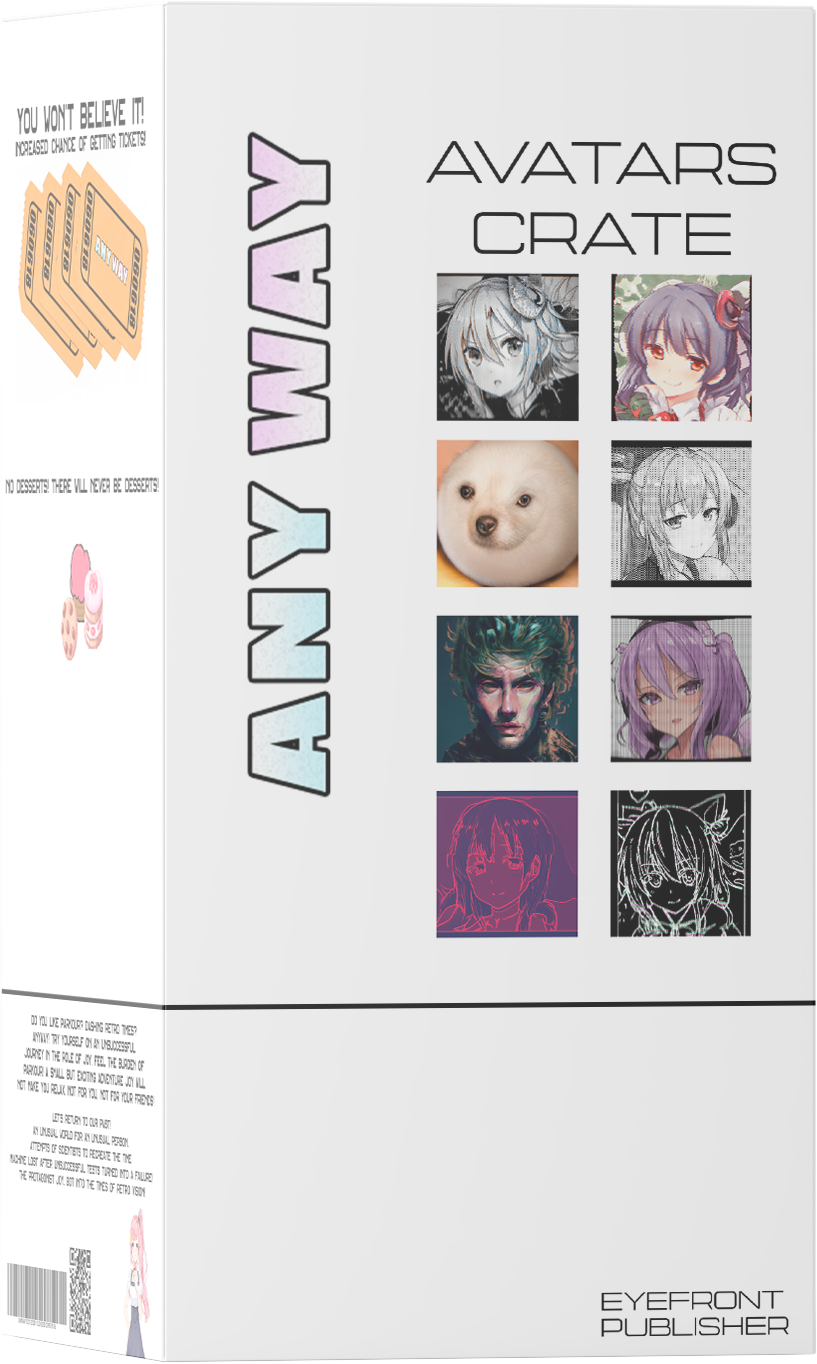 YOU WON'T BELIEVE IT!
INCREASED CHANCE OF GETTING TICKETS!
ANY WAY
NO DESSERTS! THERE WILL NEVER BE DESSERTS!
DO YOU LIKE PARKOUR? DASHING RETRO TIMES?
ANYWAY! TRY YOURSELF ON AN UNSUCCESSFUL
JOURNEY IN THE ROLE OF JOY. FEEL THE BURDEN OF
PARKOUR! A SMALL BUT EXCITING ADVENTURE JOY WILL
NOT MAKE YOU RELAX. NOT FOR YOU, NOT FOR YOUR FRIENDS!
LET'S RETURN TO OUR PAST!
AN UNUSUAL WORLD FOR AN UNUSUAL PERSON.
ATTEMPTS OF SCIENTISTS TO RECREATE THE TIME
MACHINE LOST AFTER UNSUCCESSFUL TESTS TURNED INTO A FAILURE!
THE PROTAGONIST JOY, GOT INTO THE TIMES OF RETRO VISION!
ANY WAY
AVATARS
CRATE
EYEFRONT
PUBLISHER